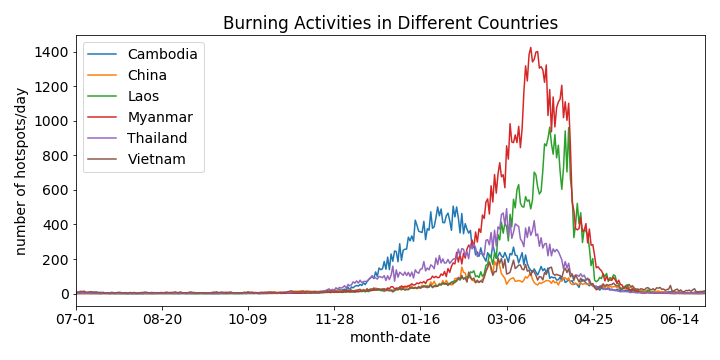 Burning Activities in Different Countries
number of hotspots/day
1400
1200
1000
800
600
400
200
0
Cambodia
China
Laos
Myanmar
Thailand
Vietnam
07-01 08-20 10-09 11-28 01-16 03-06 04-25 06-14
month-date